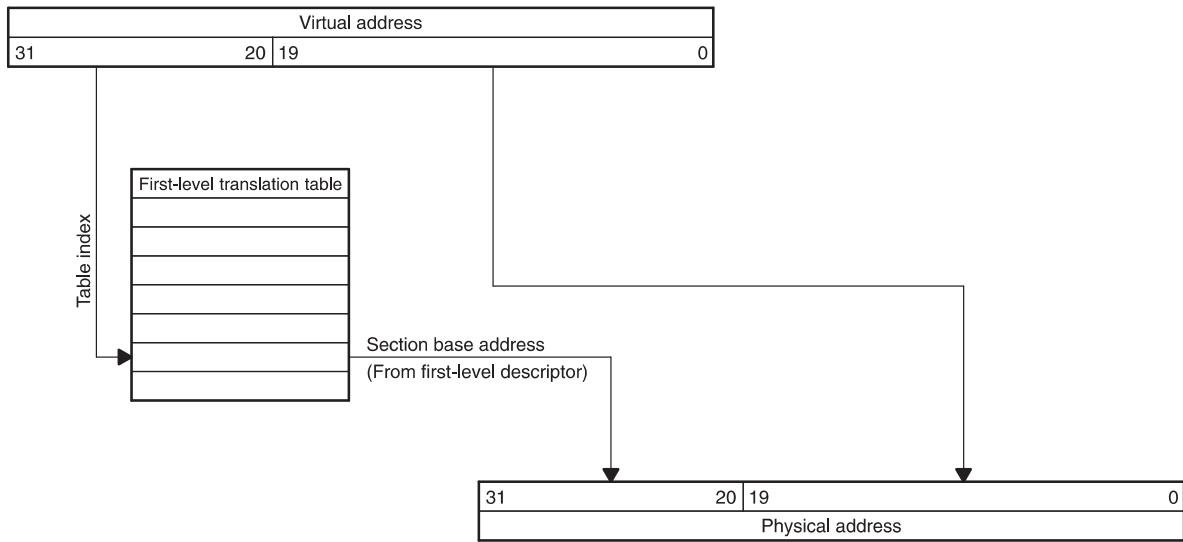 Virtual address
31 20 19 0
First-level translation table
Table index
Section base address
(From first-level descriptor)
31 20 19 0
Physical address